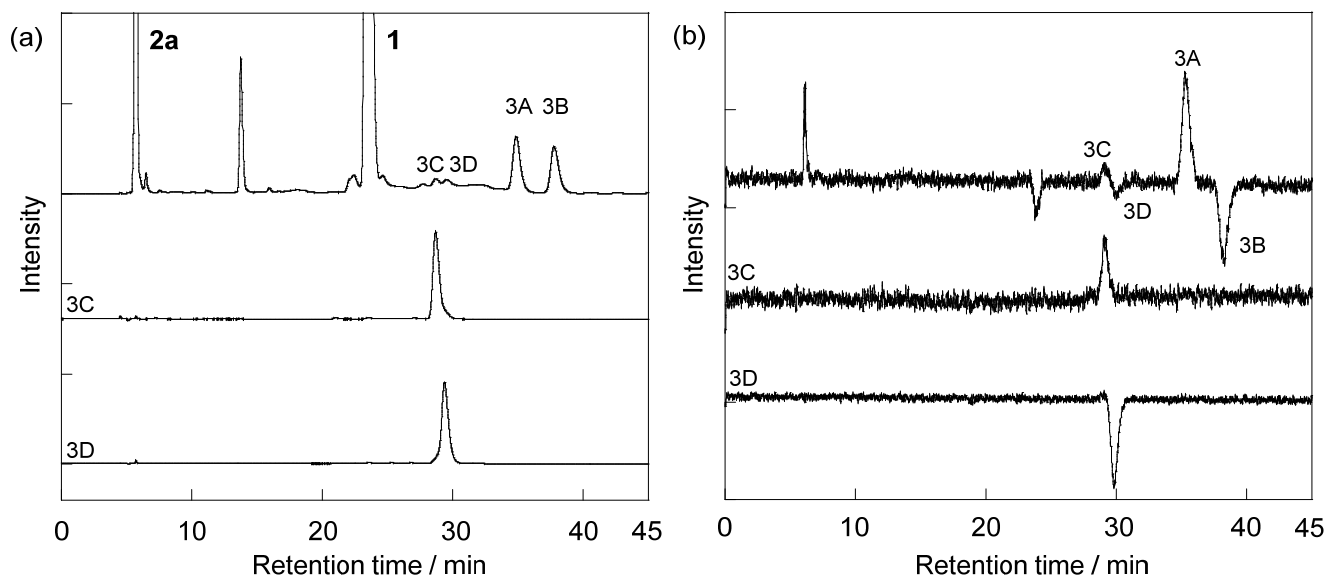 (a)
2a
1
3A 3B
3C 3D
3C
3D
Intensity
0 10 20 30 40 45
Retention time / min
(b)
3A
3C
3D
3B
3C
3D
Intensity
0 10 20 30 40 45
Retention time / min